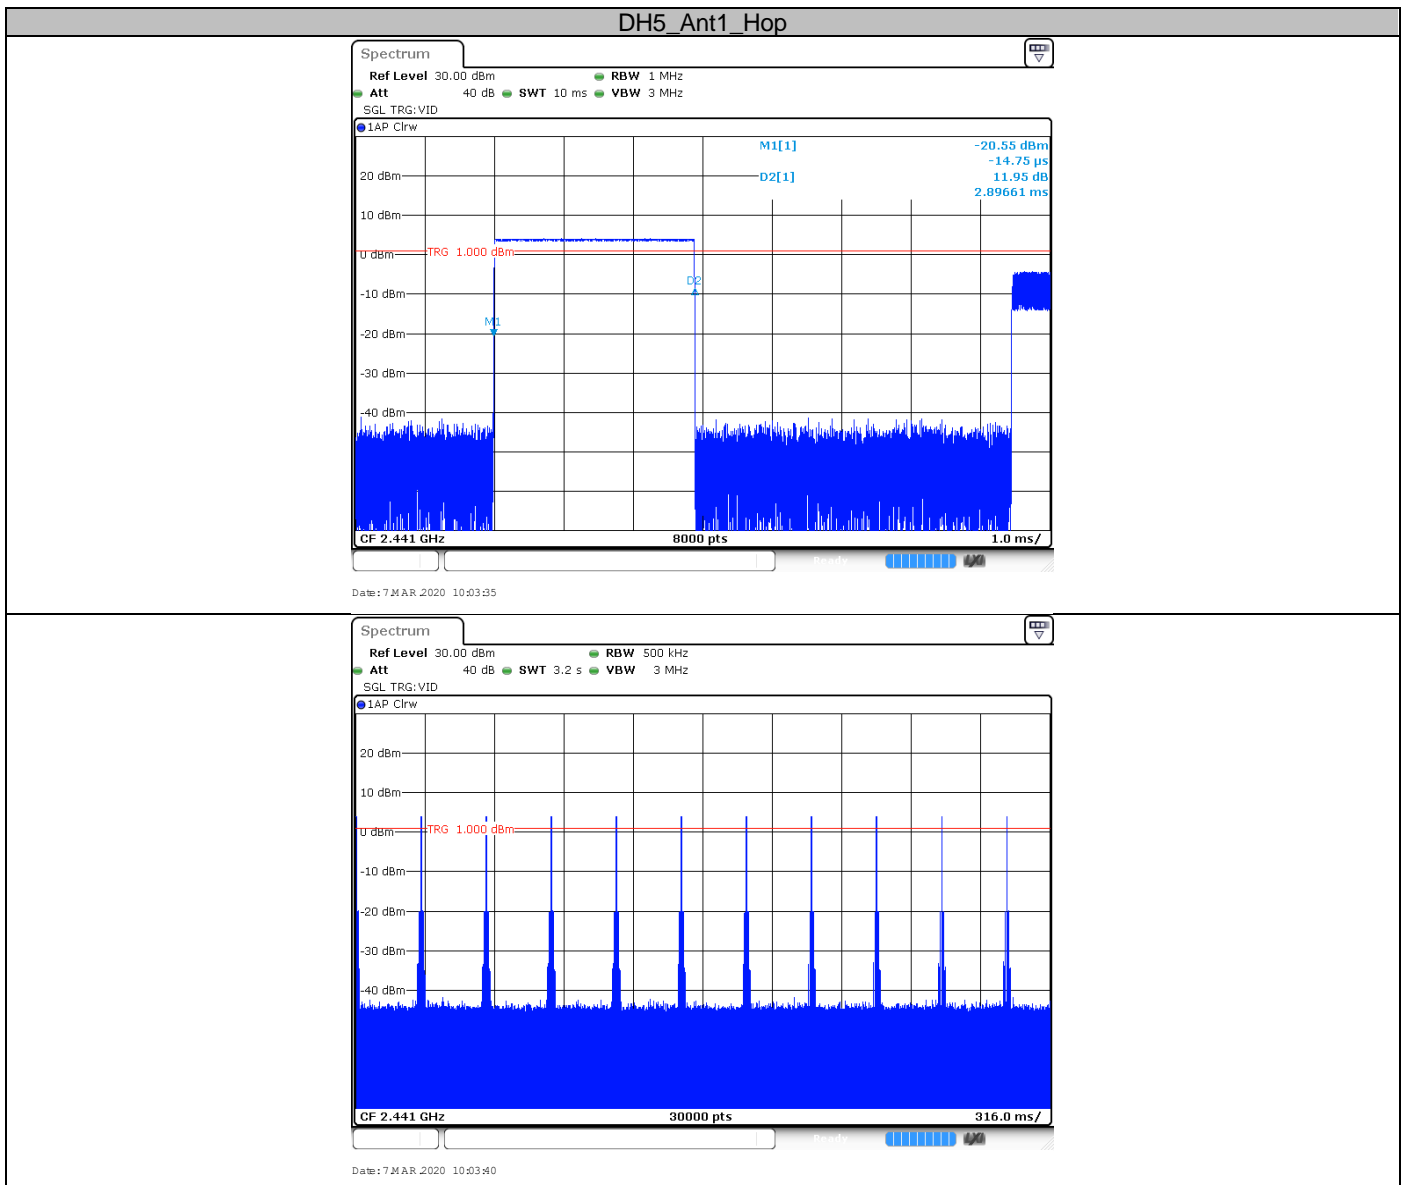 DH5_Ant1_Hop
Spectrum
Ref Level 30.00 dBm RBW 1 MHz
Att 40 dB SWT 10 ms VBW 3 MHz
SGL TRG:VID
1AP Clrw
M1[1] -20.55 dBm
-14.75 µs
20 dBm D2[1] 11.95 dB
2.89661 ms
10 dBm
TRG 1.000 dBm
0 dBm
D2
-10 dBm
M1
-20 dBm
-30 dBm
-40 dBm
CF 2.441 GHz 8000 pts 1.0 ms/
Ready
Date: 7.MAR.2020 10:03:35
Spectrum
Ref Level 30.00 dBm RBW 500 kHz
Att 40 dB SWT 3.2 s VBW 3 MHz
SGL TRG:VID
1AP Clrw
20 dBm
10 dBm
TRG 1.000 dBm
0 dBm
-10 dBm
-20 dBm
-30 dBm
-40 dBm
CF 2.441 GHz 30000 pts 316.0 ms/
Ready
Date: 7.MAR.2020 10:03:40